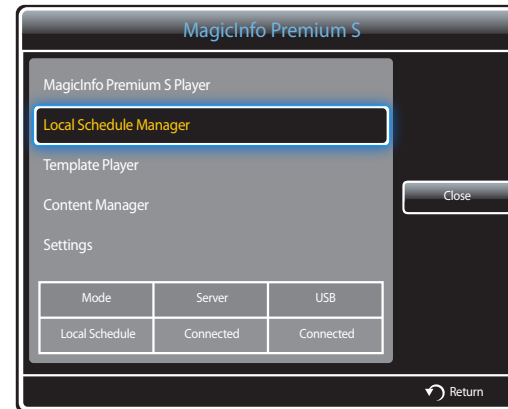 MagicInfo Premium S
MagicInfo Premium S Player
Local Schedule Manager
Template Player
Content Manager
Settings
Close
Mode Server USB
Local Schedule Connected Connected
Return